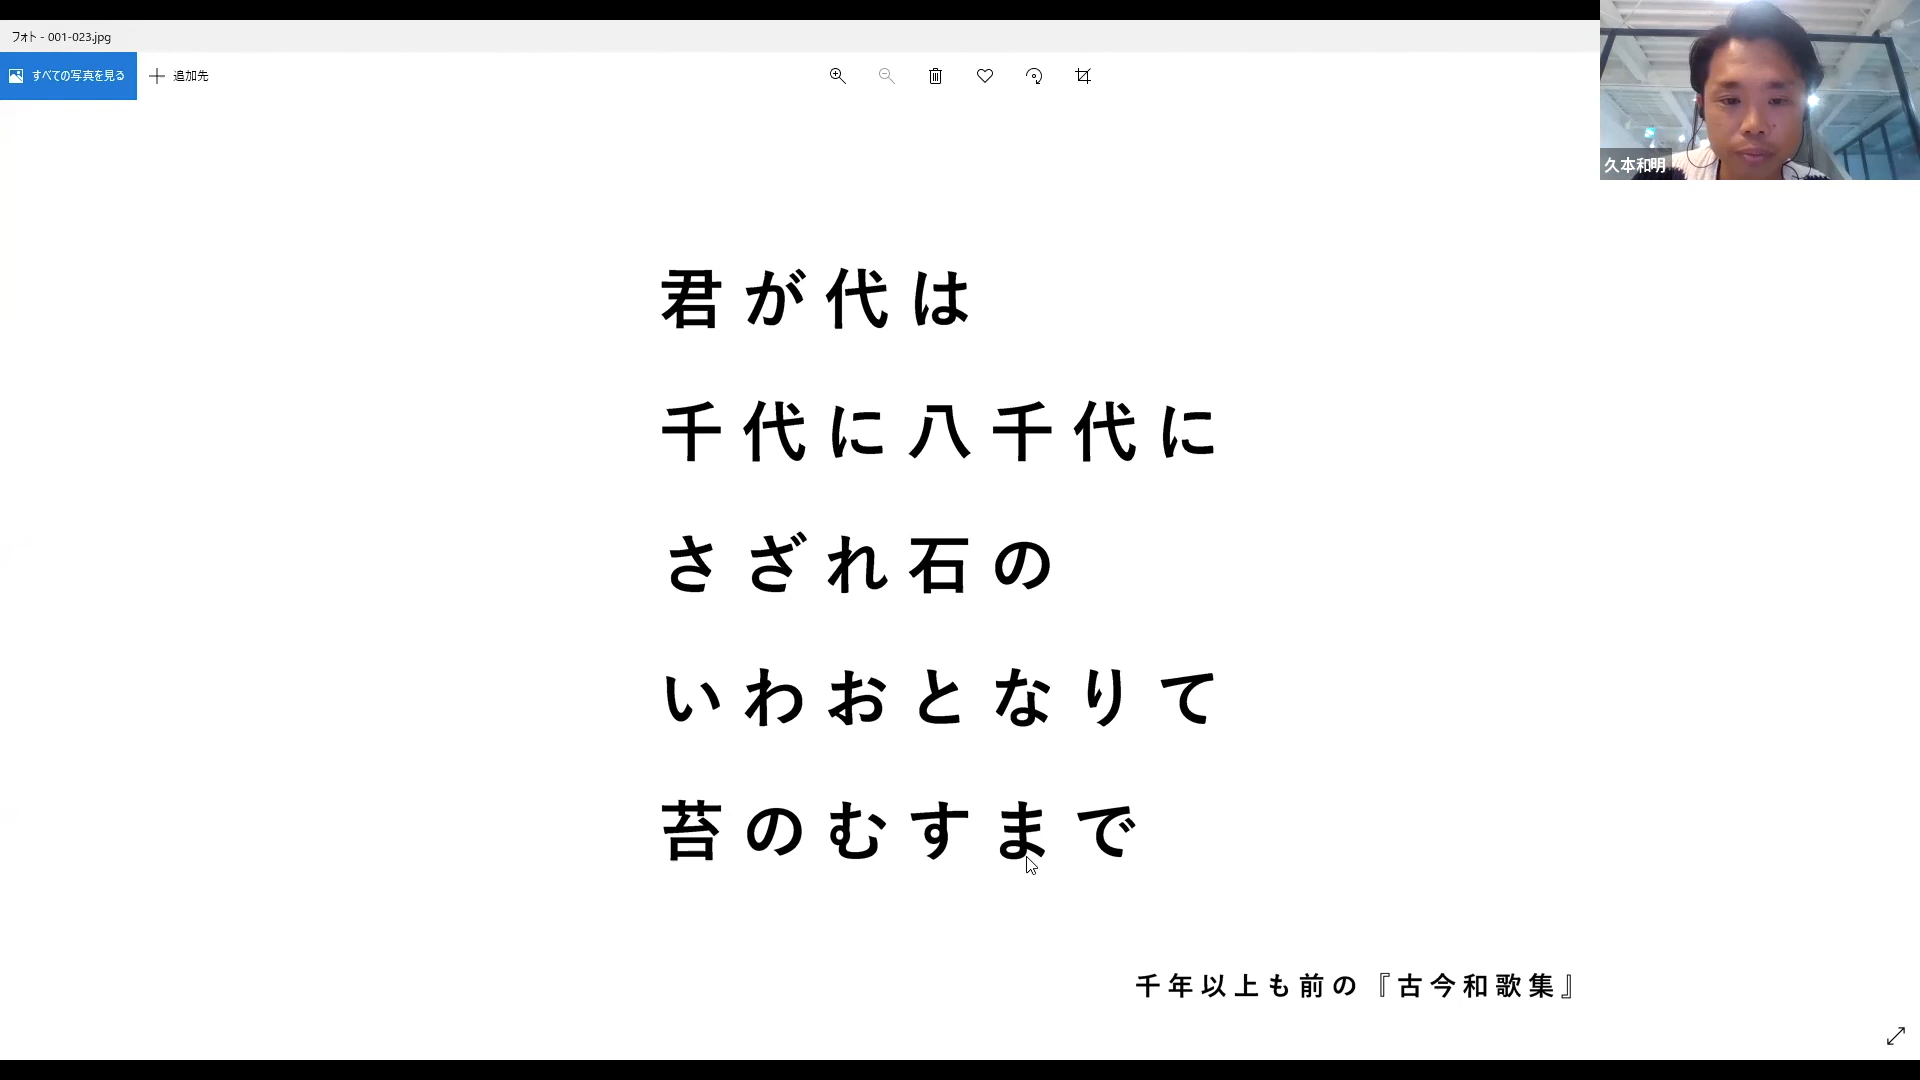 フォト - 001-023.jpg
すべての写真を見る
追加先
久本和明
君が代は
千代に八千代に
さざれ石の
いわおとなりて
苔のむすまで
千年以上も前の『古今和歌集』